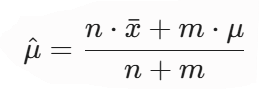 μ̂ = (n · x̄ + m · μ) / (n + m)